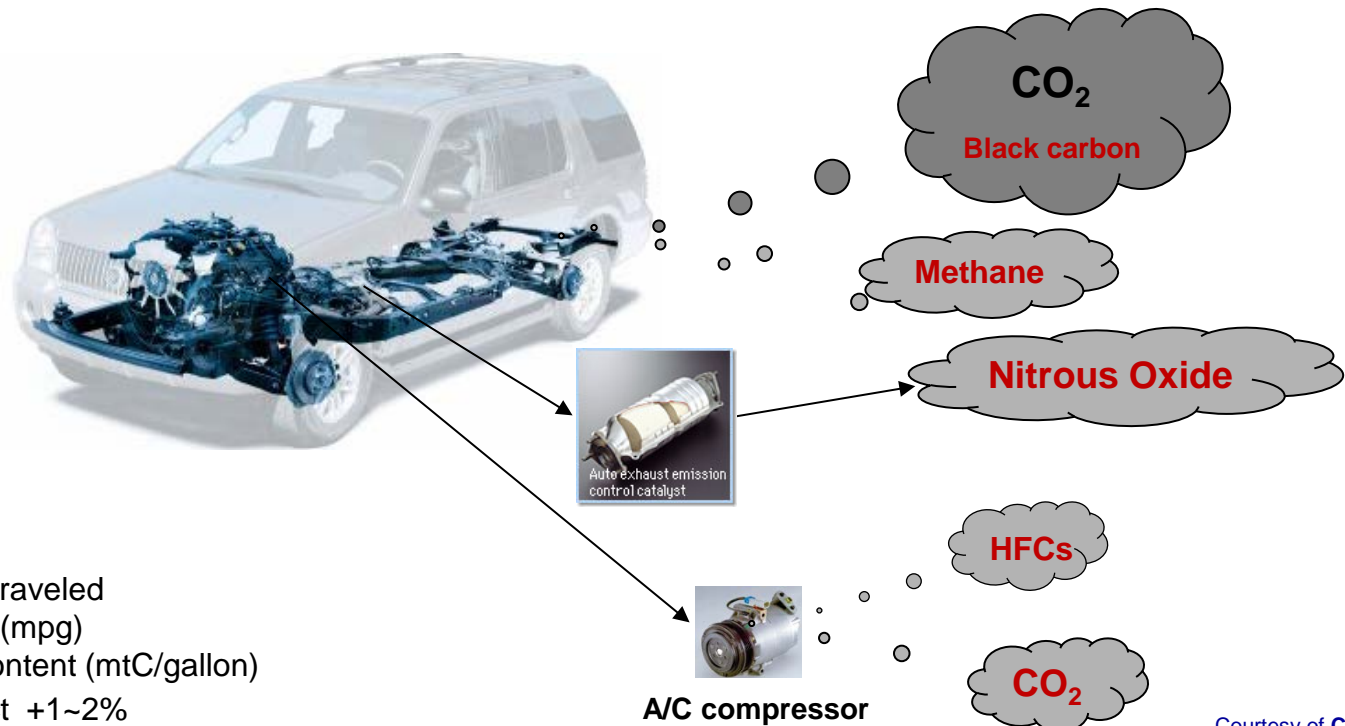 CO₂
Black carbon
Methane
Nitrous Oxide
Auto exhaust emission
control catalyst
HFCs
raveled
(mpg)
ontent (mtC/gallon)
t +1~2%
A/C compressor
CO₂
Courtesy of C